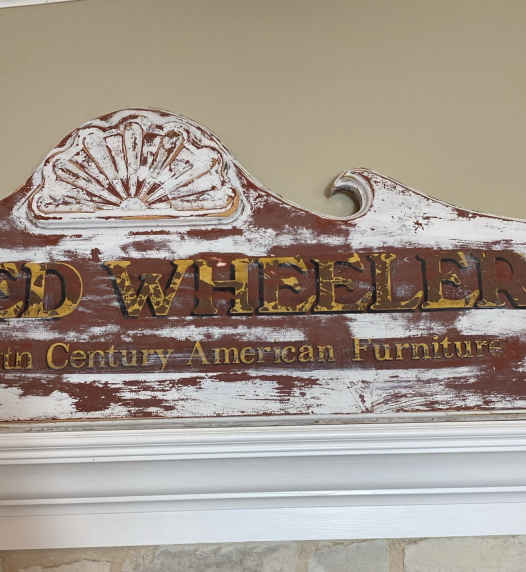 ED WHEELER
th Century American Furniture